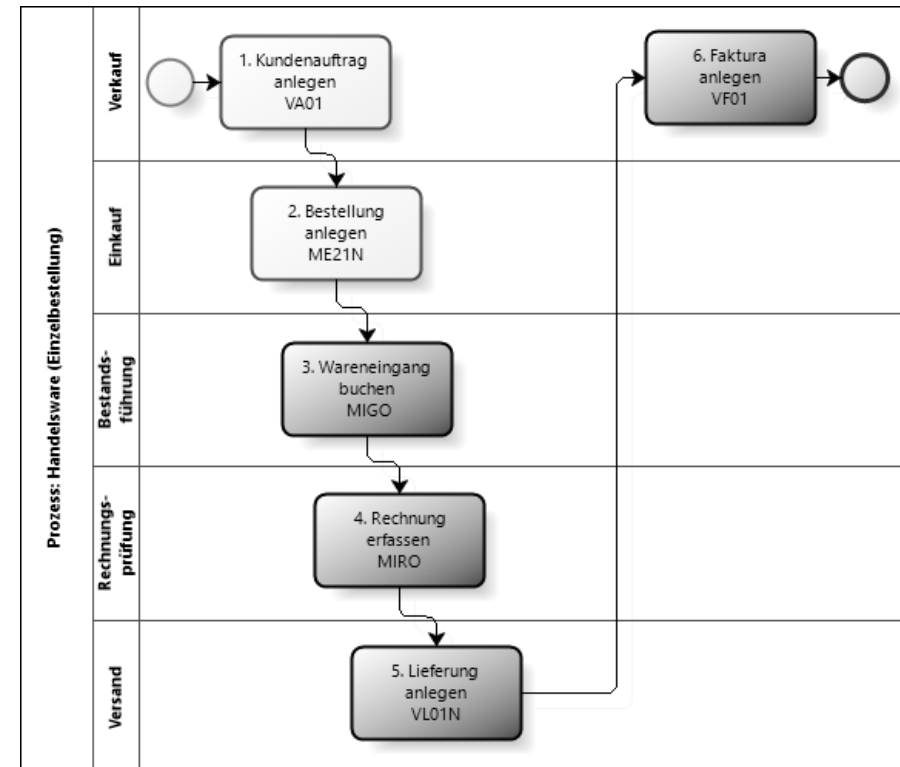 Prozess: Handelsware (Einzelbestellung)
Verkauf
1. Kundenauftrag
anlegen
VA01
6. Faktura
anlegen
VF01
Einkauf
2. Bestellung
anlegen
ME21N
Bestands-
führung
3. Wareneingang
buchen
MIGO
Rechnungs-
prüfung
4. Rechnung
erfassen
MIRO
Versand
5. Lieferung
anlegen
VL01N